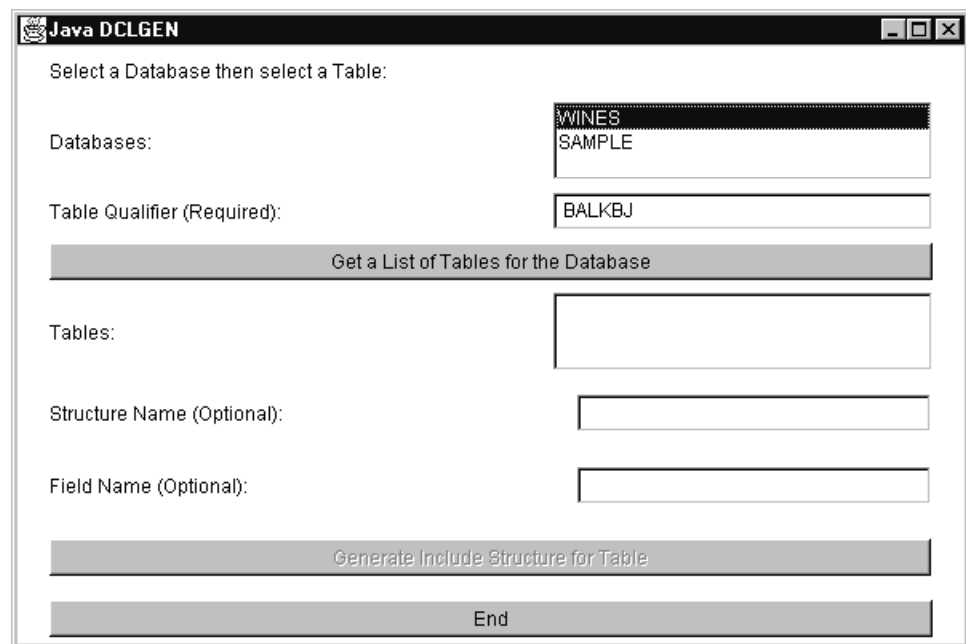 Java DCLGEN
Select a Database then select a Table:
WINES
Databases:
SAMPLE
Table Qualifier (Required):
BALKBJ
Get a List of Tables for the Database
Tables:
Structure Name (Optional):
Field Name (Optional):
Generate Include Structure for Table
End